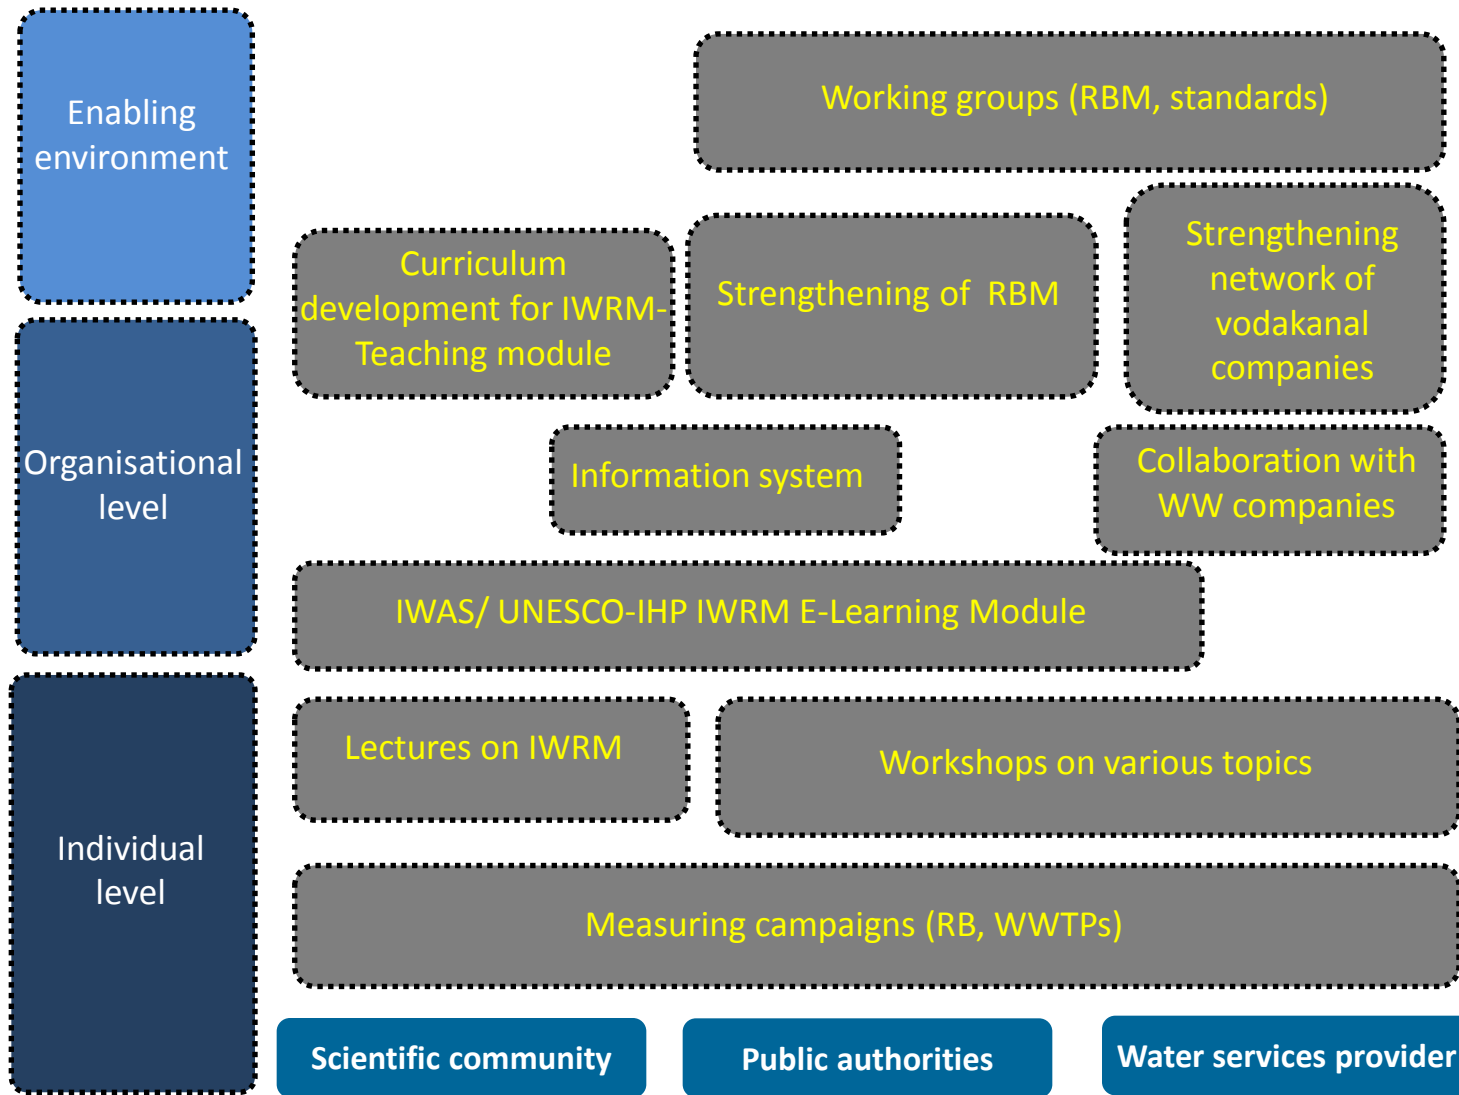 Enabling
environment
Working groups (RBM, standards)
Curriculum
development for IWRM-
Teaching module
Strengthening of RBM
Strengthening
network of
vodakanal
companies
Organisational
level
Information system
Collaboration with
WW companies
IWAS/ UNESCO-IHP IWRM E-Learning Module
Individual
level
Lectures on IWRM
Workshops on various topics
Measuring campaigns (RB, WWTPs)
Scientific community
Public authorities
Water services provider